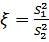 ξ = S₁² / S₂²